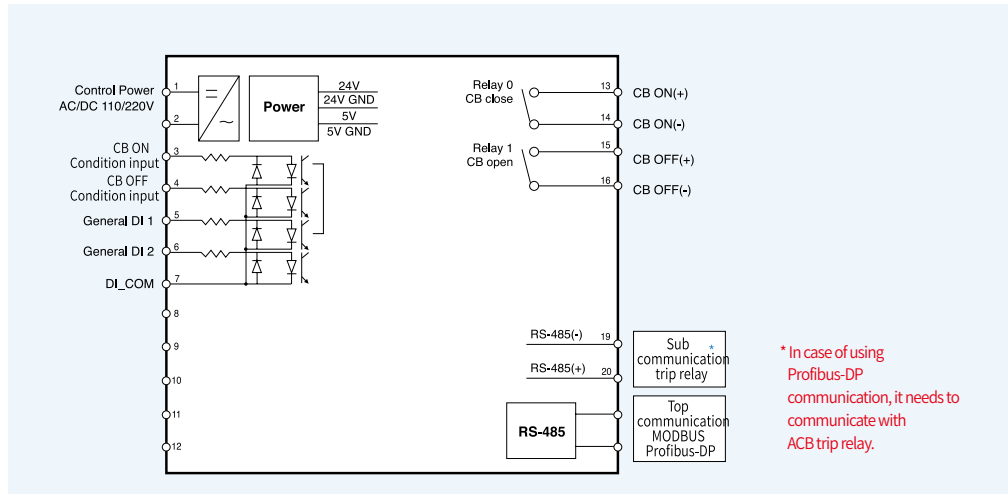 Control Power
AC/DC 110/220V
1
2
CB ON
Condition input
3
CB OFF
Condition input
4
General DI 1
5
General DI 2
6
DI_COM
7
8
9
10
11
12
Power
24V
24V GND
5V
5V GND
Relay 0
CB close
13
CB ON(+)
14
CB ON(-)
Relay 1
CB open
15
CB OFF(+)
16
CB OFF(-)
RS-485(-)
19
RS-485(+)
20
Sub *
communication
trip relay
RS-485
Top
communication
MODBUS
Profibus-DP
* In case of using
Profibus-DP
communication, it needs to
communicate with
ACB trip relay.